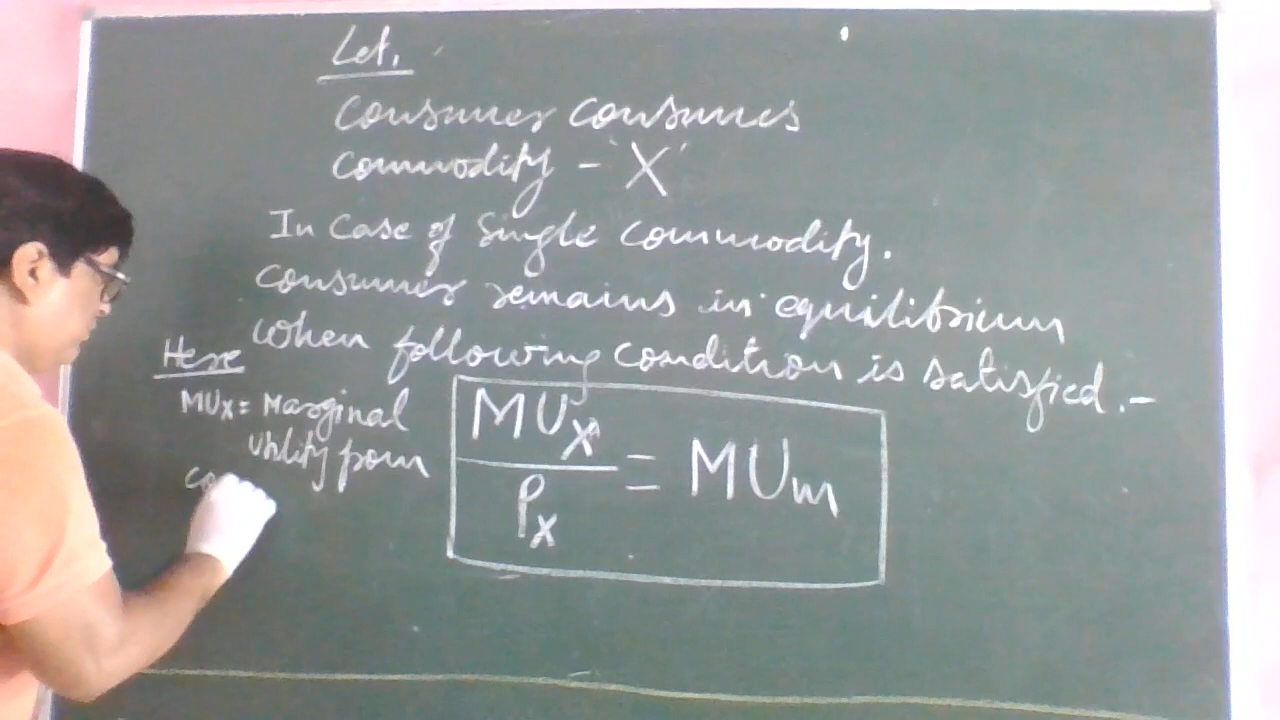 Let,
Consumer consumes
commodity - 'X'
In Case of Single commodity.
consumer remains in equilibrium
when following condition is satisfied.-
Here
MUx = Marginal
Utility from
co
MUx
Px
= MUm